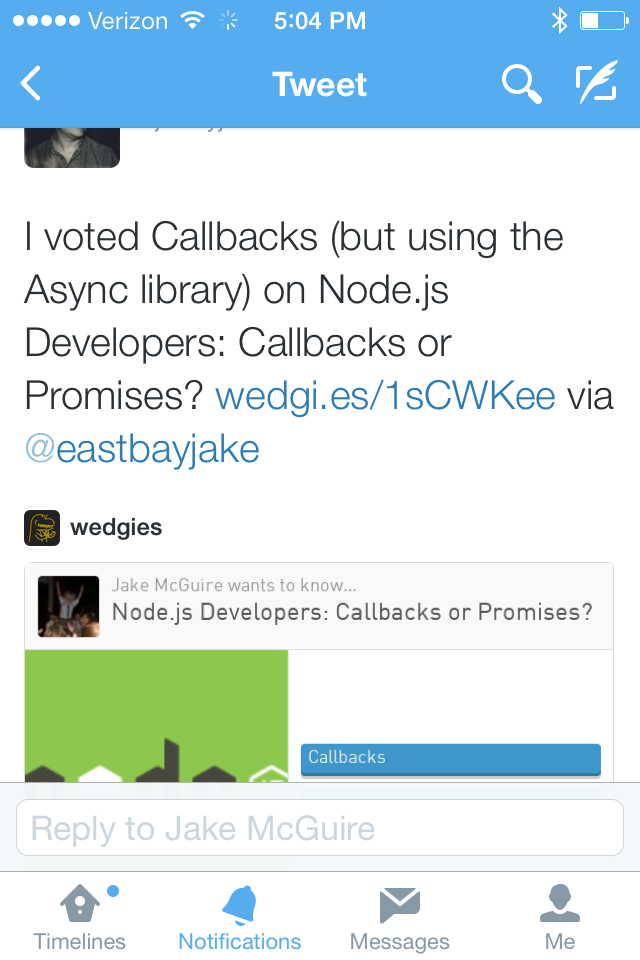 Verizon 5:04 PM
Tweet
I voted Callbacks (but using the
Async library) on Node.js
Developers: Callbacks or
Promises? wedgi.es/1sCWKee via
@eastbayjake
wedgies
Jake McGuire wants to know...
Node.js Developers: Callbacks or Promises?
Callbacks
Reply to Jake McGuire
Timelines
Notifications
Messages
Me